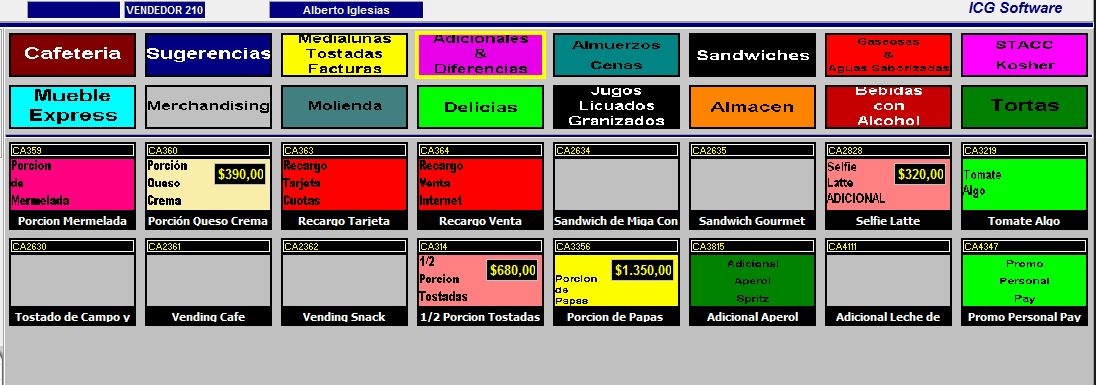 VENDEDOR 210
Alberto Iglesias
ICG Software
Cafeteria
Sugerencias
Medialunas
Tostadas
Facturas
Adicionales
&
Diferencias
Almuerzos
Cenas
Sandwiches
Gaseosas
&
Aguas Saborizadas
STACC
Kosher
Mueble
Express
Merchandising
Molienda
Delicias
Jugos
Licuados
Granizados
Almacen
Bebidas
con
Alcohol
Tortas
CA359
Porcion
de
Mermelada
Porcion Mermelada
CA360
Porción
Queso
Crema
$390,00
Porción Queso Crema
CA363
Recargo
Tarjeta
Cuotas
Recargo Tarjeta
CA364
Recargo
Venta
Internet
Recargo Venta
CA2634
Sandwich de Miga Con
CA2635
Sandwich Gourmet
CA2828
Selfie
Latte
ADICIONAL
$320,00
Selfie Latte
CA3219
Tomate
Algo
Tomate Algo
CA2630
Tostado de Campo y
CA2361
Vending Cafe
CA2362
Vending Snack
CA314
1/2
Porcion
Tostadas
$680,00
1/2 Porcion Tostadas
CA3356
Porcion
de
Papas
$1.350,00
Porcion de Papas
CA3815
Adicional
Aperol
Spritz
Adicional Aperol
CA4111
Adicional Leche de
CA4347
Promo
Personal
Pay
Promo Personal Pay